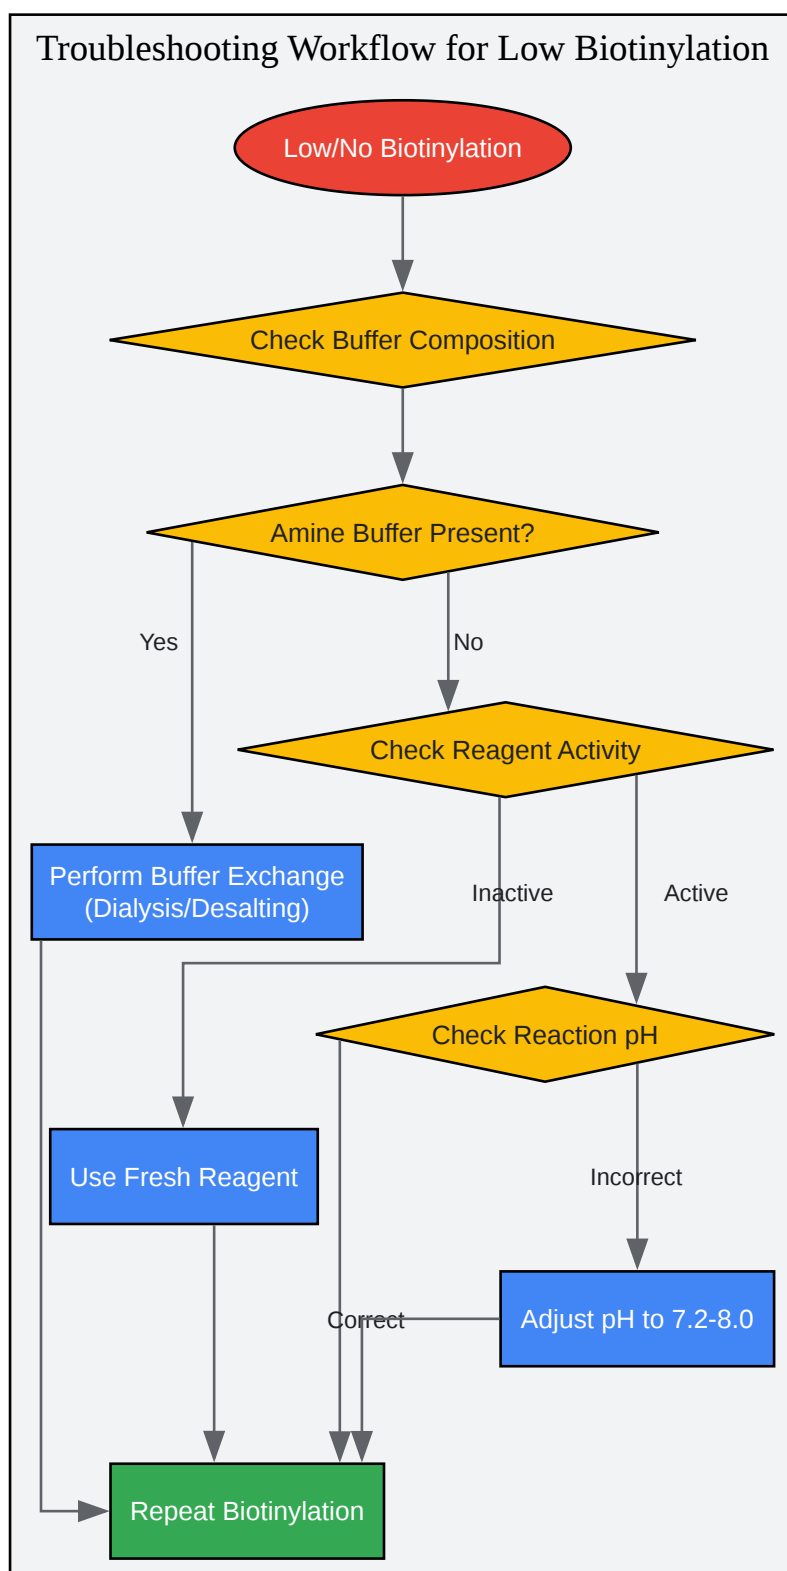 Troubleshooting Workflow for Low Biotinylation
Low/No Biotinylation
Check Buffer Composition
Amine Buffer Present?
Yes
No
Check Reagent Activity
Perform Buffer Exchange
(Dialysis/Desalting)
Inactive
Active
Check Reaction pH
Use Fresh Reagent
Incorrect
Correct
Adjust pH to 7.2-8.0
Repeat Biotinylation